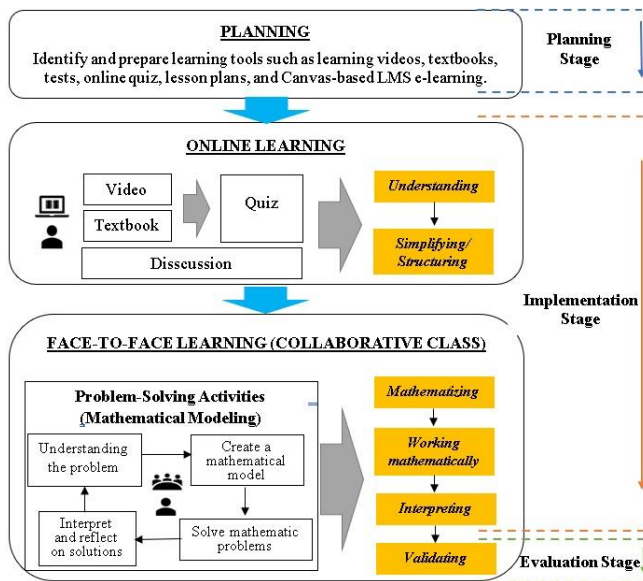 PLANNING
Identify and prepare learning tools such as learning videos, textbooks,
tests, online quiz, lesson plans, and Canvas-based LMS e-learning.
Planning
Stage
ONLINE LEARNING
Video
Textbook
Quiz
Disscussion
Understanding
Simplifying/
Structuring
Implementation
Stage
FACE-TO-FACE LEARNING (COLLABORATIVE CLASS)
Problem-Solving Activities
(Mathematical Modeling)
Understanding
the problem
Create a
mathematical
model
Interpret
and reflect
on solutions
Solve mathematic
problems
Mathematizing
Working
mathematically
Interpreting
Validating
Evaluation Stage